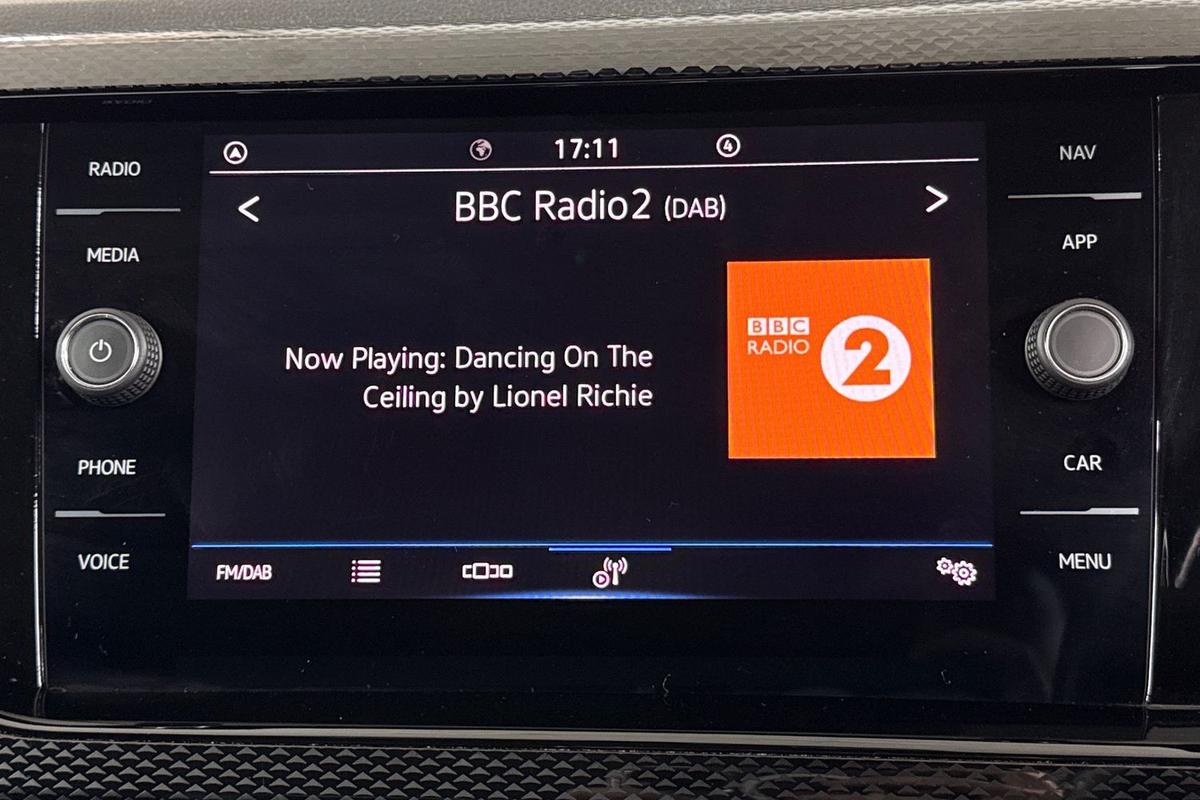 RADIO
MEDIA
PHONE
VOICE
17:11
4
< BBC Radio2 (DAB) >
Now Playing: Dancing On The
Ceiling by Lionel Richie
BBC
RADIO
2
FM/DAB
NAV
APP
CAR
MENU